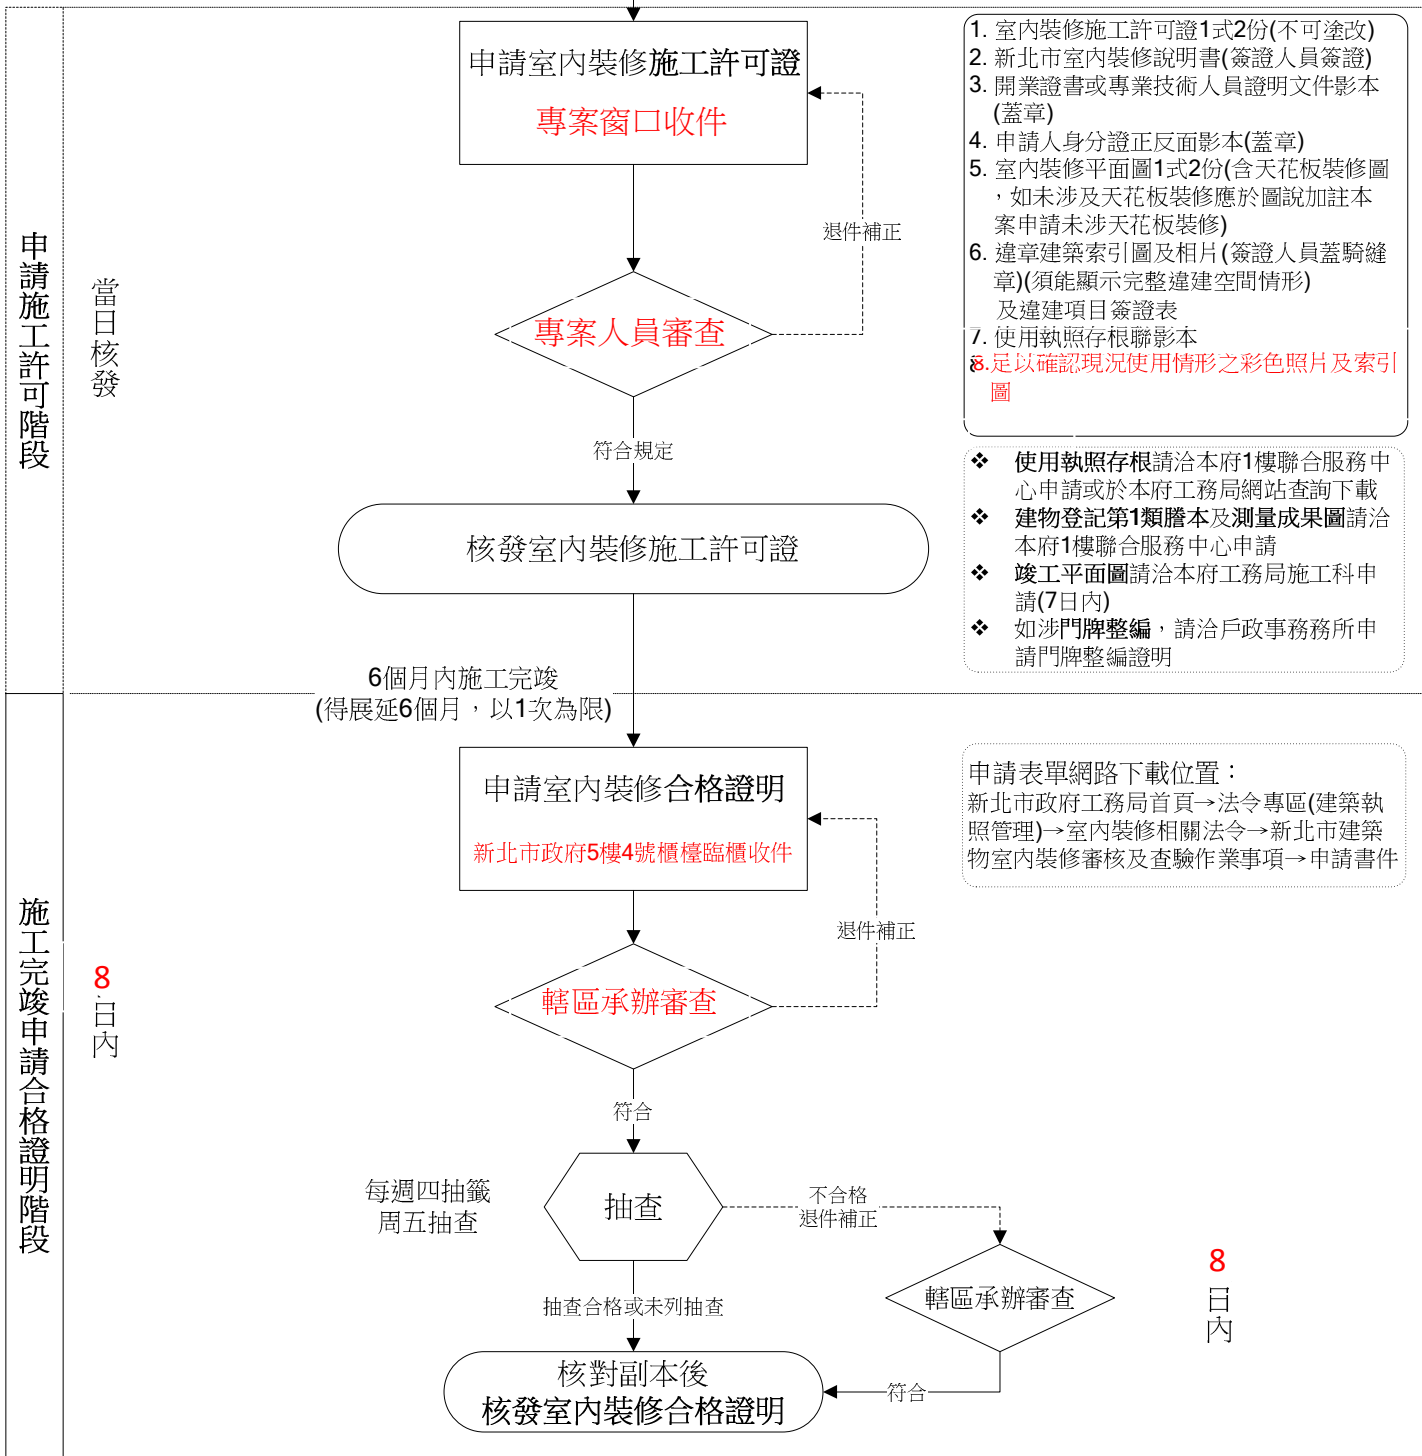 申請施工許可階段
當日核發
申請室內裝修施工許可證
專案窗口收件
退件補正
專案人員審查
符合規定
核發室內裝修施工許可證
1. 室內裝修施工許可證1式2份(不可塗改)
2. 新北市室內裝修說明書(簽證人員簽證)
3. 開業證書或專業技術人員證明文件影本
(蓋章)
4. 申請人身分證正反面影本(蓋章)
5. 室內裝修平面圖1式2份(含天花板裝修圖
，如未涉及天花板裝修應於圖說加註本
案申請未涉天花板裝修)
6. 違章建築索引圖及相片(簽證人員蓋騎縫
章)(須能顯示完整違建空間情形)
及違建項目簽證表
7. 使用執照存根聯影本
8.足以確認現況使用情形之彩色照片及索引
圖
❖ 使用執照存根請洽本府1樓聯合服務中
心申請或於本府工務局網站查詢下載
❖ 建物登記第1類謄本及測量成果圖請洽
本府1樓聯合服務中心申請
❖ 竣工平面圖請洽本府工務局施工科申
請(7日內)
❖ 如涉門牌整編，請洽戶政事務務所申
請門牌整編證明
6個月內施工完竣
(得展延6個月，以1次為限)
施工完竣申請合格證明階段
8
日內
申請室內裝修合格證明
新北市政府5樓4號櫃檯臨櫃收件
退件補正
轄區承辦審查
符合
申請表單網路下載位置：
新北市政府工務局首頁→法令專區(建築執
照管理)→室內裝修相關法令→新北市建築
物室內裝修審核及查驗作業事項→申請書件
每週四抽籤
周五抽查
抽查
不合格
退件補正
轄區承辦審查
8
日內
抽查合格或未列抽查
符合
核對副本後
核發室內裝修合格證明